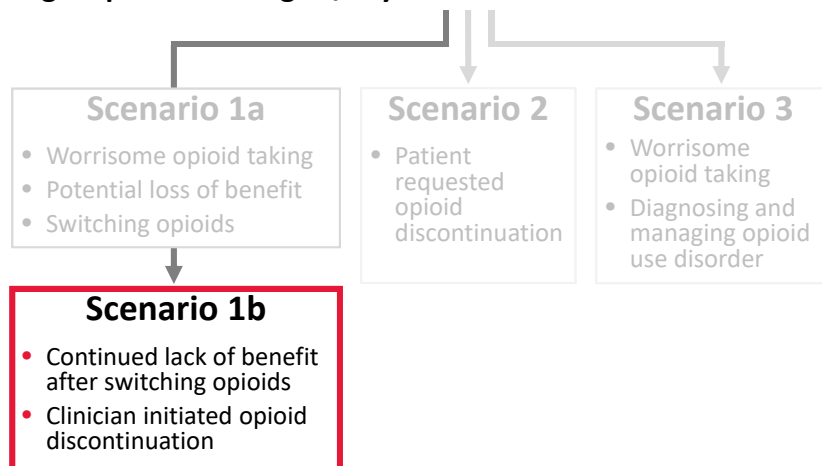 Scenario 1a
• Worrisome opioid taking
• Potential loss of benefit
• Switching opioids
Scenario 2
• Patient
requested
opioid
discontinuation
Scenario 3
• Worrisome
opioid taking
• Diagnosing and
managing opioid
use disorder
Scenario 1b
• Continued lack of benefit
after switching opioids
• Clinician initiated opioid
discontinuation